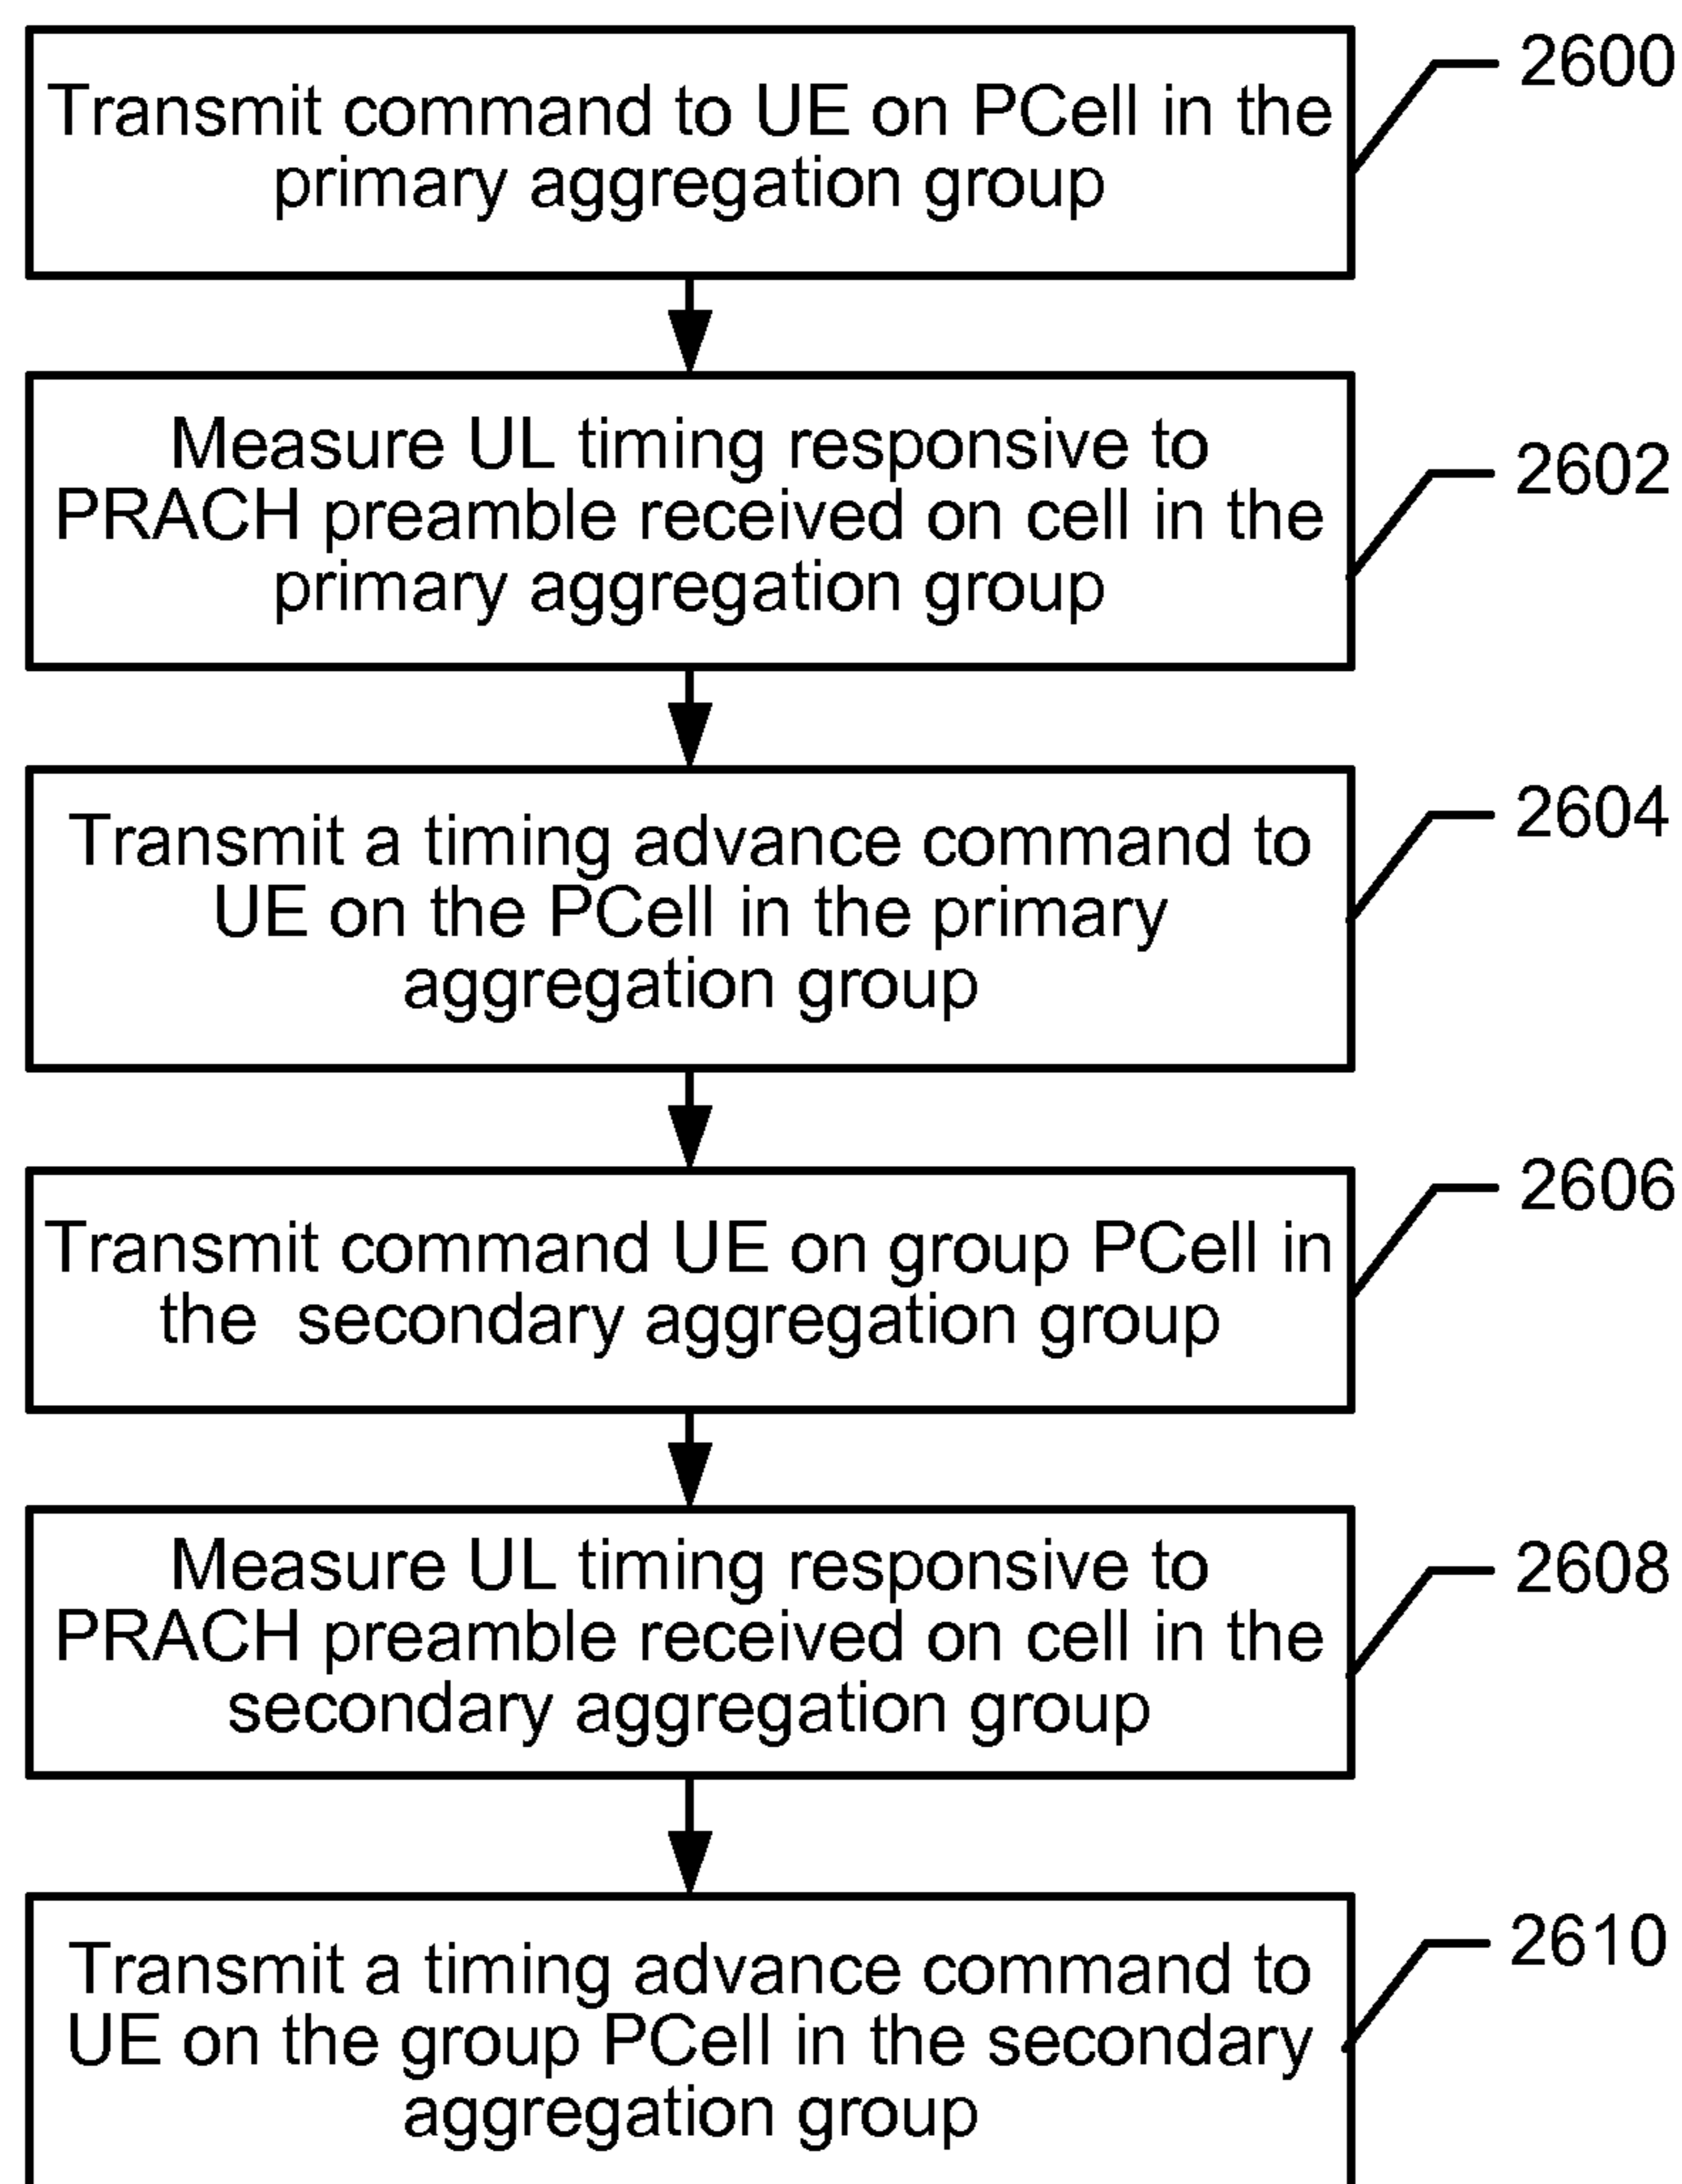 Transmit command to UE on PCell in the
primary aggregation group
2600
Measure UL timing responsive to
PRACH preamble received on cell in the
primary aggregation group
2602
Transmit a timing advance command to
UE on the PCell in the primary
aggregation group
2604
Transmit command UE on group PCell in
the secondary aggregation group
2606
Measure UL timing responsive to
PRACH preamble received on cell in the
secondary aggregation group
2608
Transmit a timing advance command to
UE on the group PCell in the secondary
aggregation group
2610